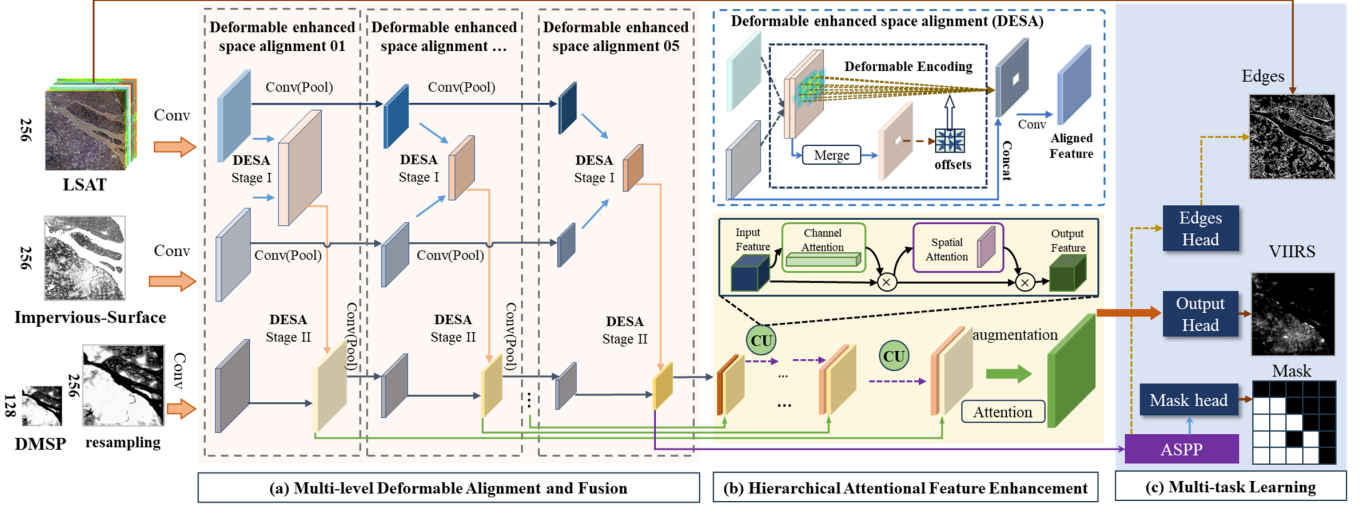 256
LSAT
256
Impervious-Surface
128
DMSP
256
resampling
Conv
Conv
Conv
Deformable enhanced
space alignment 01
Deformable enhanced
space alignment …
Deformable enhanced
space alignment 05
Conv(Pool)
Conv(Pool)
DESA
Stage I
DESA
Stage I
DESA
Stage I
Conv(Pool)
Conv(Pool)
DESA
Stage II
Conv(Pool)
DESA
Stage II
Conv(Pool)
DESA
Stage II
...
(a) Multi-level Deformable Alignment and Fusion
Deformable enhanced space alignment (DESA)
Deformable Encoding
Merge
offsets
Concat
Conv
Aligned
Feature
Input
Feature
Channel
Attention
Spatial
Attention
Output
Feature
CU
CU
...
...
augmentation
Attention
(b) Hierarchical Attentional Feature Enhancement
Edges
Edges
Head
VIIRS
Output
Head
Mask
Mask head
ASPP
(c) Multi-task Learning